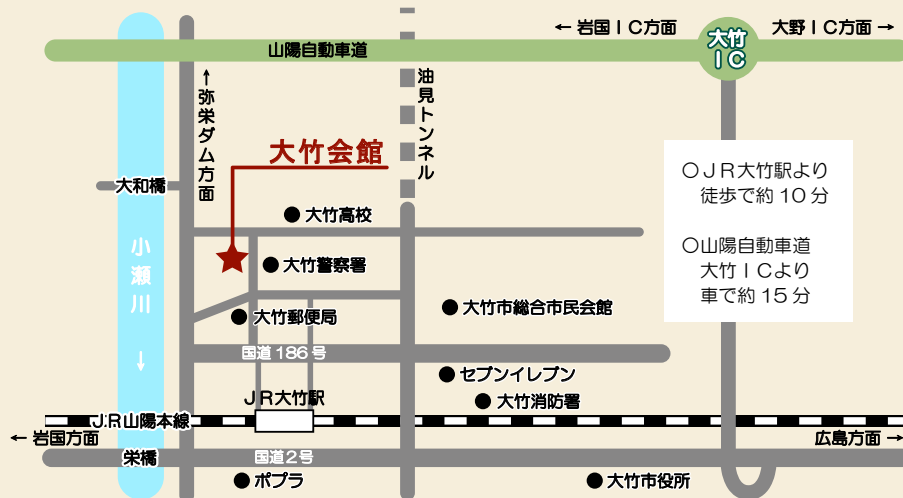 ← 岩国ＩＣ方面
大野ＩＣ方面 →
大竹
ＩＣ
山陽自動車道
← 弥栄ダム方面
油見トンネル
大竹会館
大和橋
○ＪＲ大竹駅より
徒歩で約10分
○山陽自動車道
大竹ＩＣより
車で約15分
● 大竹高校
小瀬川 ↓
● 大竹警察署
● 大竹郵便局
● 大竹市総合市民会館
国道186号
● セブンイレブン
ＪＲ大竹駅
● 大竹消防署
ＪＲ山陽本線
← 岩国方面
広島方面 →
栄橋
国道2号
● ポプラ
● 大竹市役所